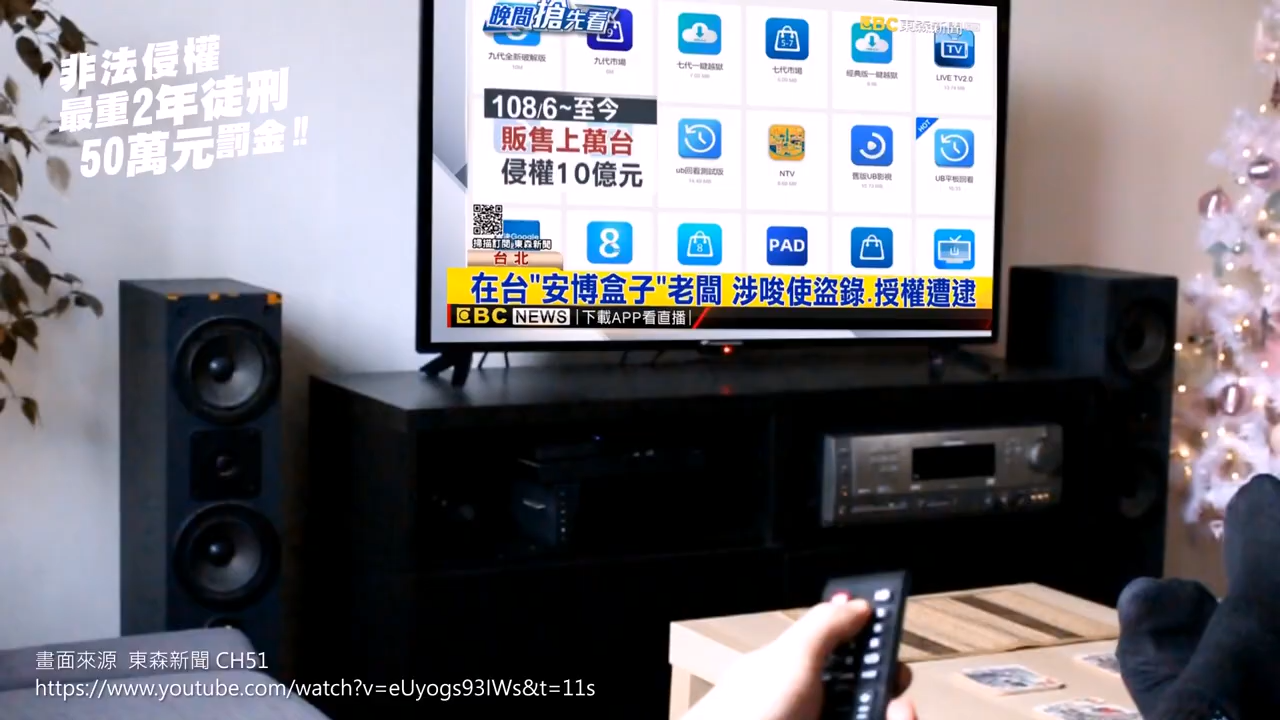 非法侵權
最重2年徒刑
50萬元罰金!!
晚間搶先看
EBC 東森新聞
九代全新破解版
九代市場
七代一鍵越獄
七代市場
經典版一鍵越獄
LIVE TV2.0
108/6~至今
販售上萬台
侵權10億元
ub回看測試版
NTV
舊版UB影視
HOT
UB平板回看
Google
8
8
PAD
掃描訂閱 東森新聞
台北
在台"安博盒子"老闆 涉唆使盜錄.授權遭逮
EBC NEWS |下載APP看直播|
畫面來源 東森新聞 CH51
https://www.youtube.com/watch?v=eUyogs93IWs&t=11s